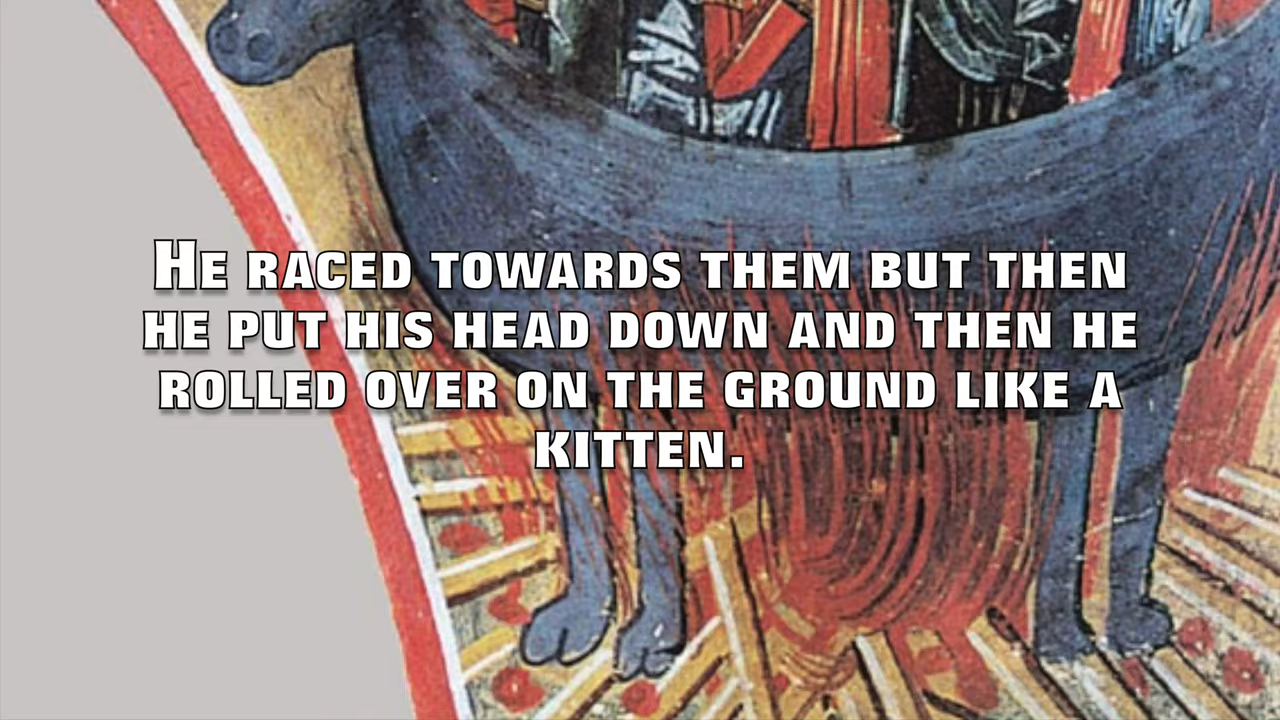 He raced towards them but then
he put his head down and then he
rolled over on the ground like a
kitten.